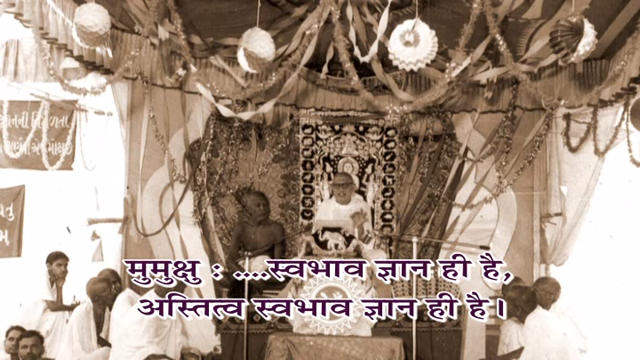 मुमुक्षु : ....स्वभाव ज्ञान ही है,
अस्तित्व स्वभाव ज्ञान ही है।